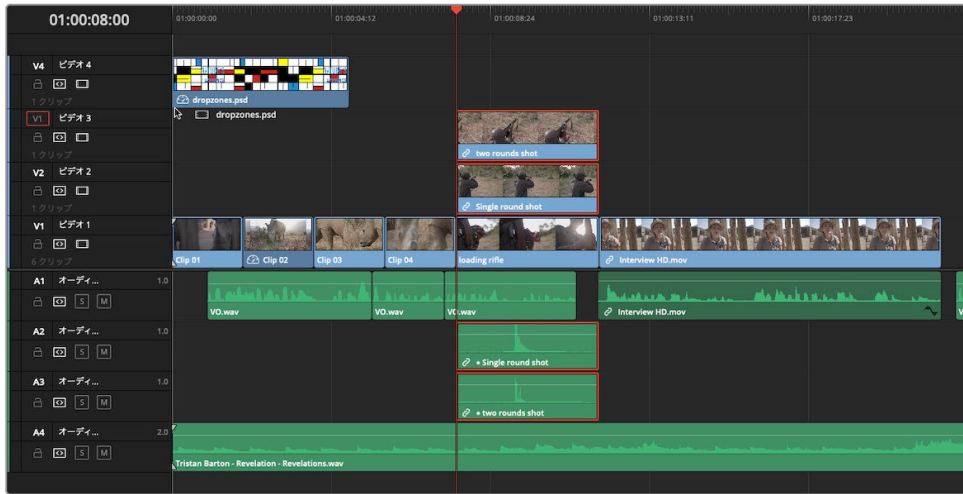 01:00:08:00
01:00:00:00 01:00:04:12 01:00:08:24 01:00:13:11 01:00:17:23
V4 ビデオ 4
1 クリップ
dropzones.psd
V1 ビデオ 3
1 クリップ
dropzones.psd
two rounds shot
V2 ビデオ 2
1 クリップ
Single round shot
V1 ビデオ 1
6 クリップ
Clip 01 Clip 02 Clip 03 Clip 04 loading rifle Interview HD.mov
A1 オーディ... 1.0
S M
VO.wav VO.wav VO.wav Interview HD.mov V
A2 オーディ... 1.0
S M
• Single round shot
A3 オーディ... 1.0
S M
• two rounds shot
A4 オーディ... 2.0
S M
Tristan Barton - Revelation - Revelations.wav